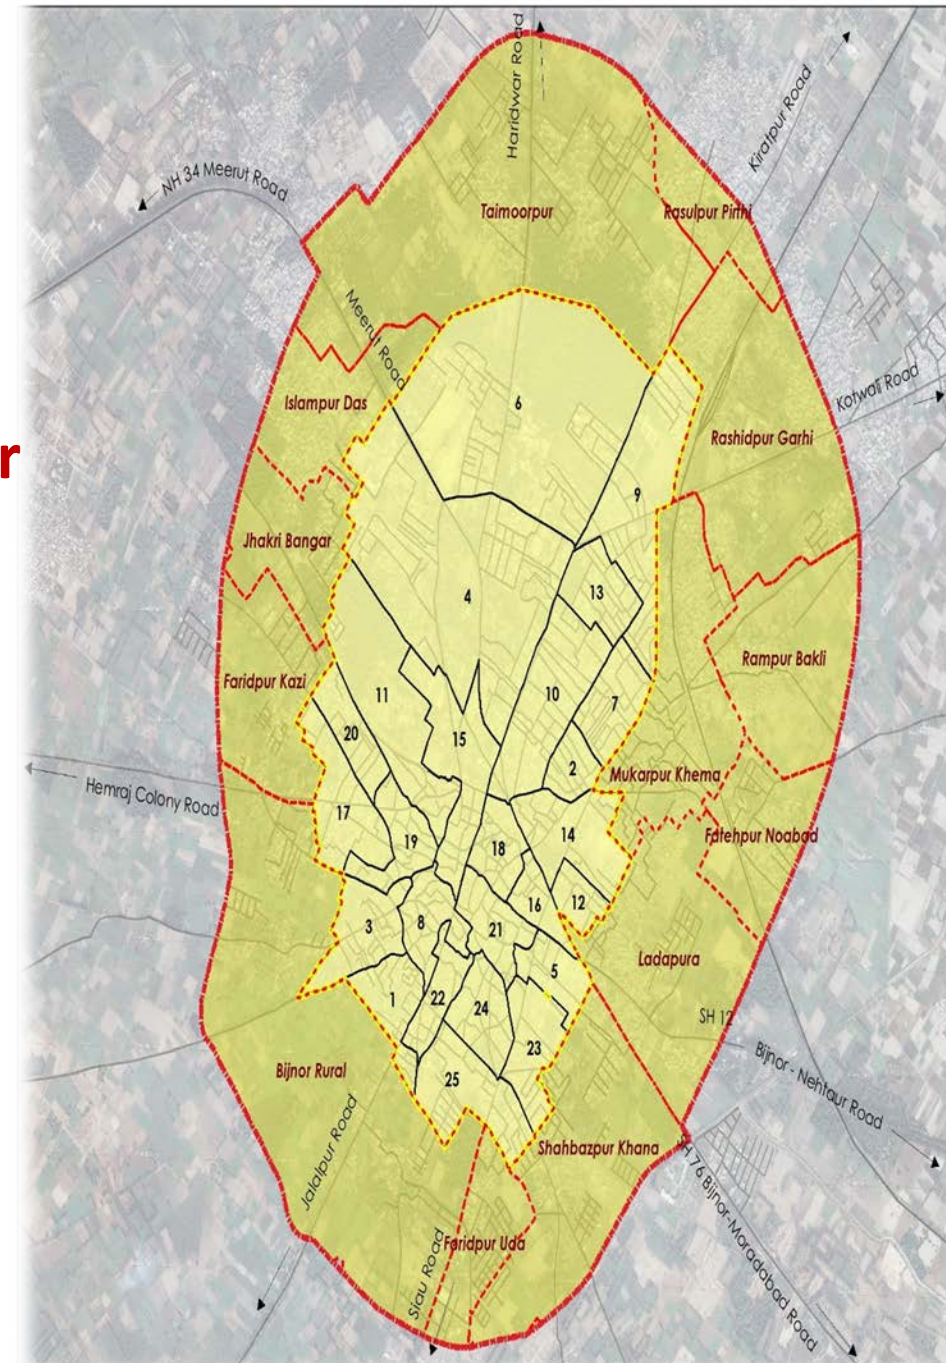 Haridwar Road
Kiratpur Road
NH 34 Meerut Road
Taimoorpur
Rasulpur Pirthi
Meerut Road
Kotwali Road
Islampur Das
6
Rashidpur Garhi
r
9
Jhakri Bangar
4
13
Rampur Bakli
Faridpur Kazi
11
10
7
20
15
2
Mukarpur Khema
Hemraj Colony Road
17
19
18
14
Fatehpur Noabad
16
12
3
8
21
Ladapura
5
1
22
24
SH 12
23
Bijnor - Nehtaur Road
Bijnor Rural
25
Jalalpur Road
Shahbazpur Khana
SH 76 Bijnor-Moradabad Road
Faridpur Uda
Siau Road